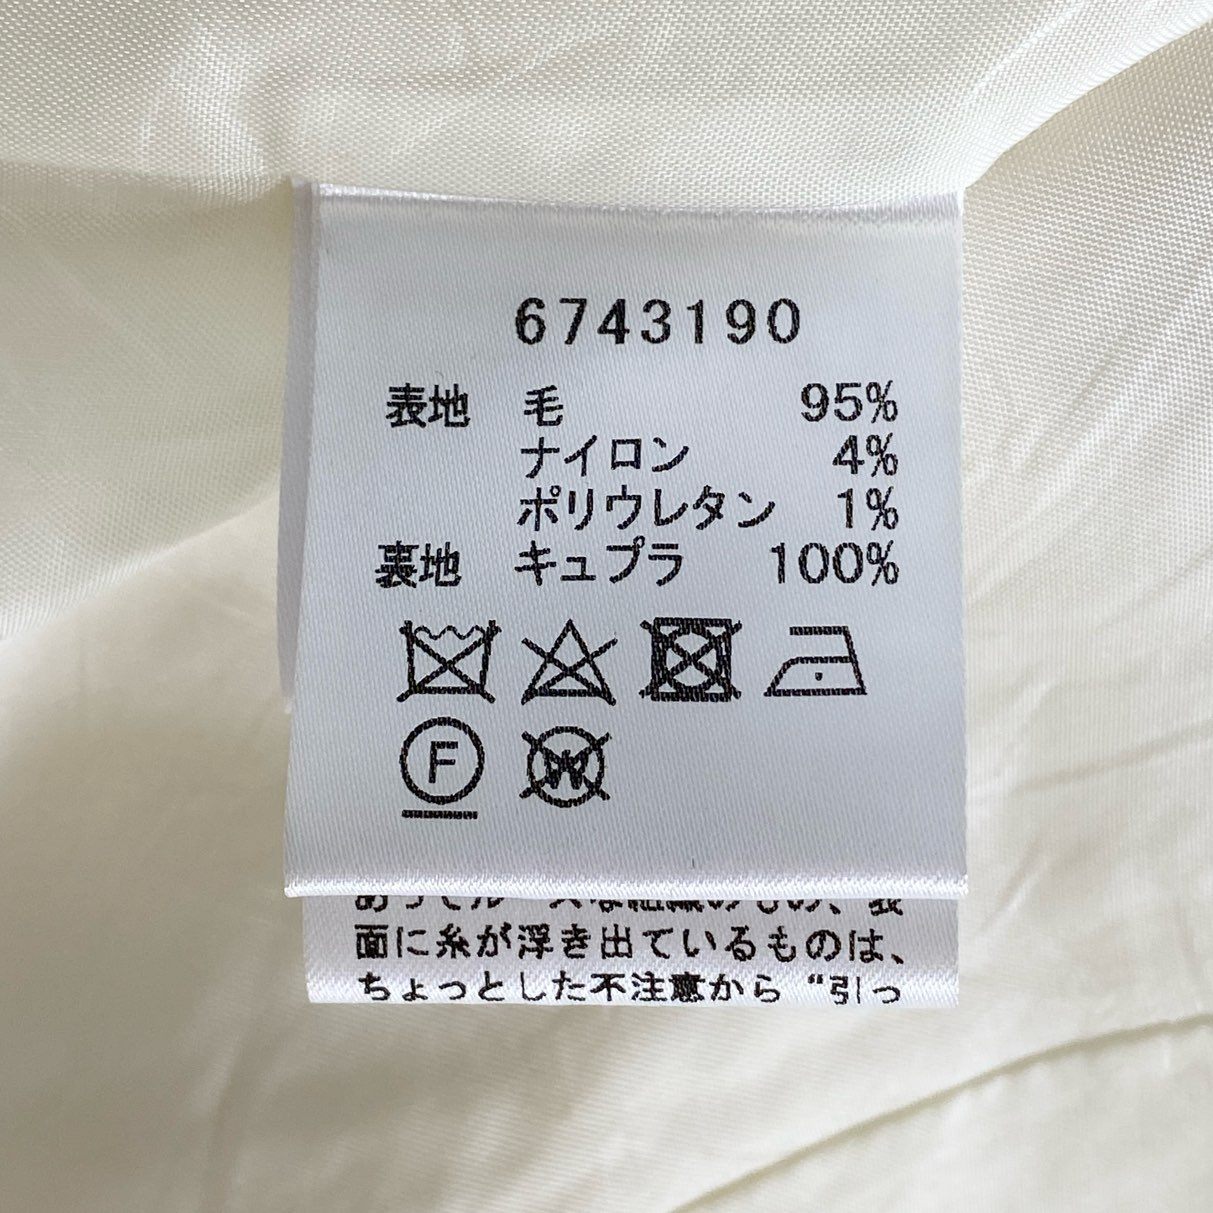 6743190
表地 毛 95%
ナイロン 4%
ポリウレタン 1%
裏地 キュプラ 100%
F
W
面に糸が浮き出ているものは、
ちょっとした不注意から“引っ